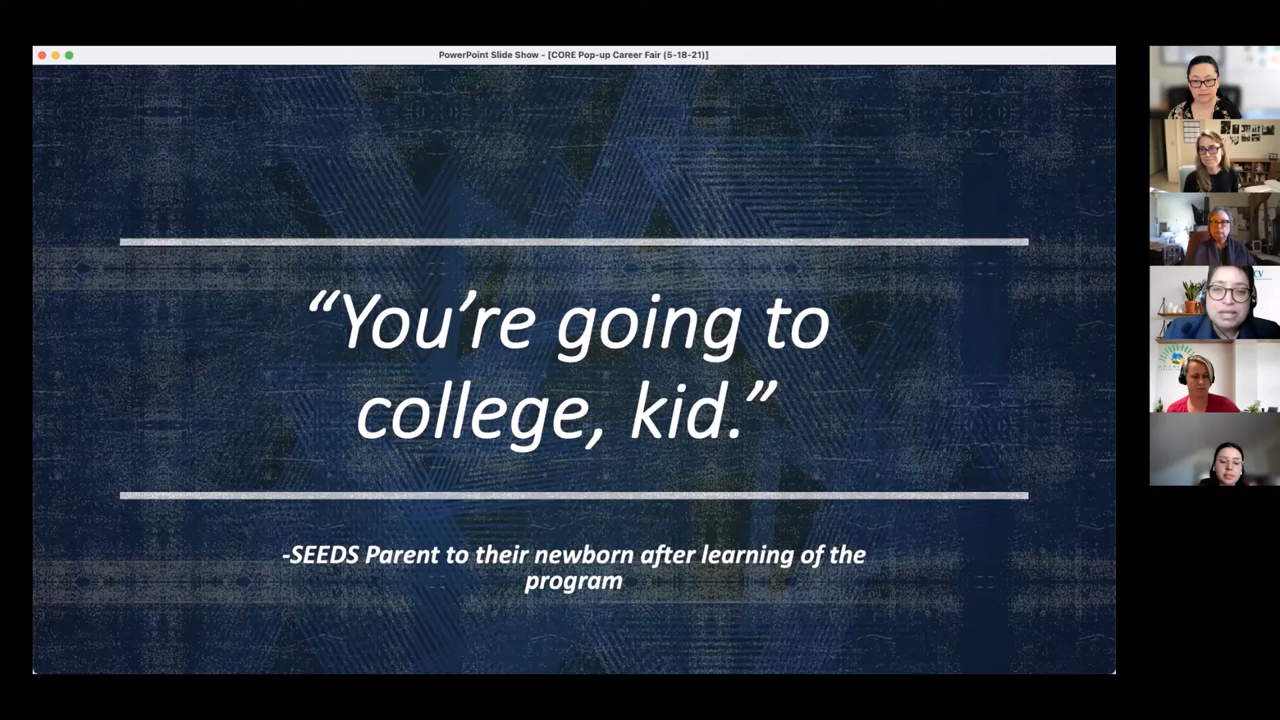 PowerPoint Slide Show - [CORE Pop-up Career Fair (5-18-21)]
“You’re going to
college, kid.”
-SEEDS Parent to their newborn after learning of the
program
CV